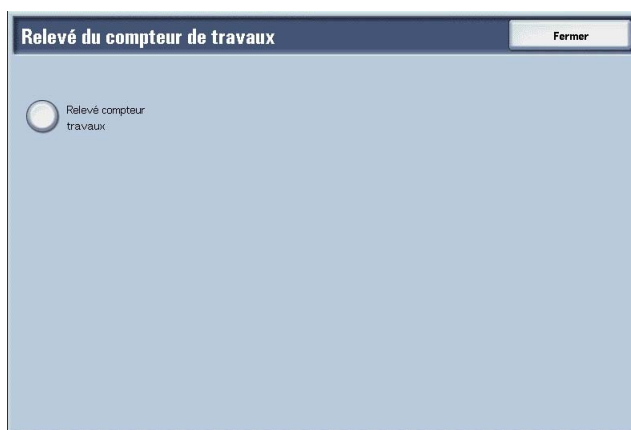 Relevé du compteur de travaux
Fermer
Relevé compteur
travaux